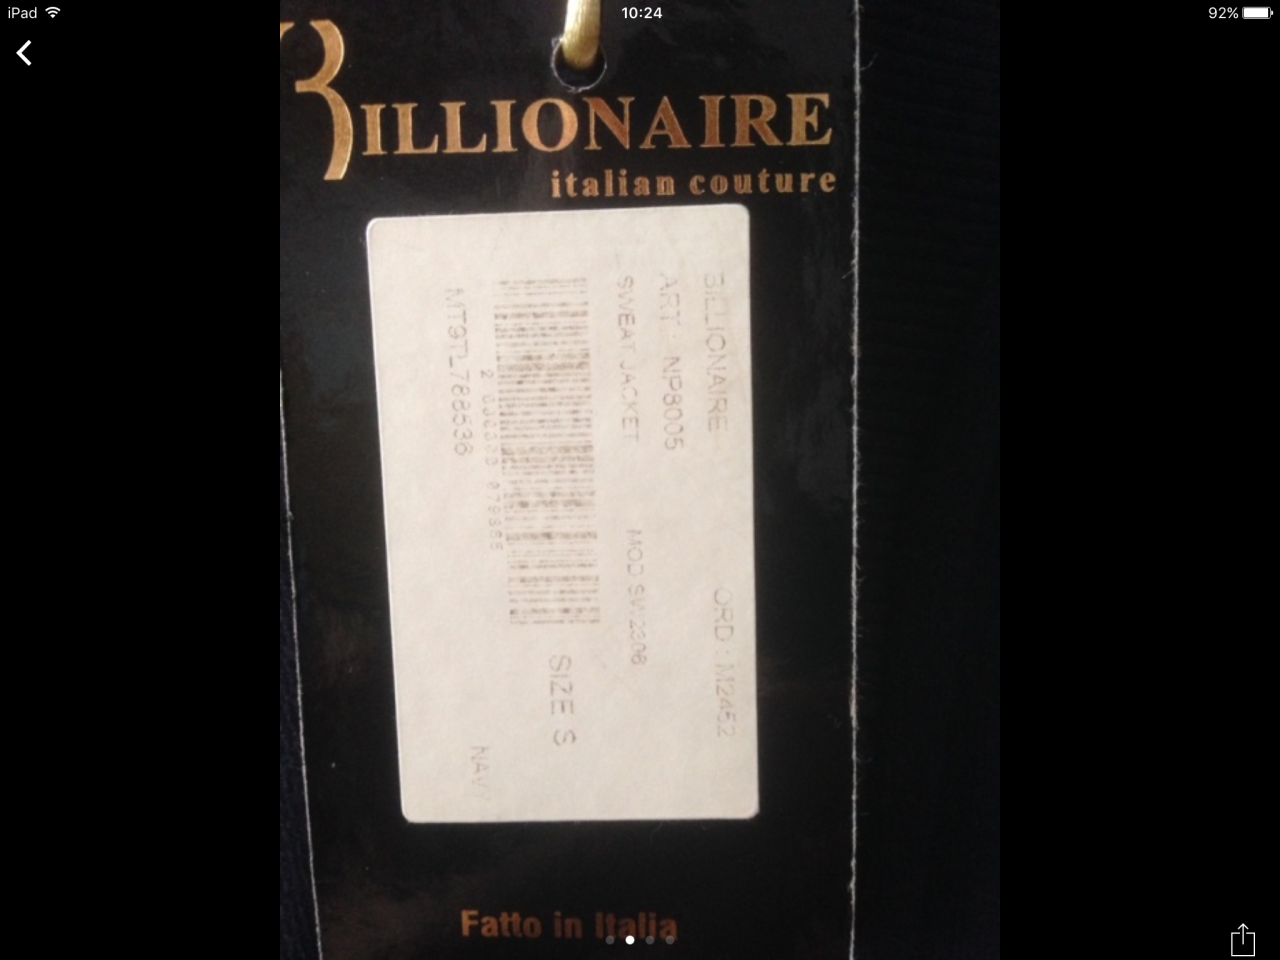 iPad
10:24
92%
BILLIONAIRE
italian couture
BILLIONAIRE ORD : M2452
ART : NP8005
SWEAT JACKET MOD SW2306
SIZE S
MT9TL788536
Fatto in Italia